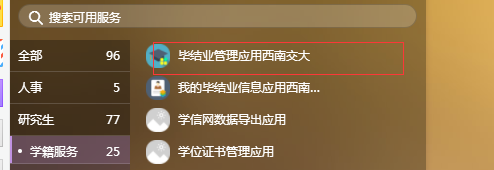 搜索可用服务
全部 96
毕结业管理应用西南交大
人事 5
我的毕结业信息应用西南...
研究生 77
学信网数据导出应用
• 学籍服务 25
学位证书管理应用